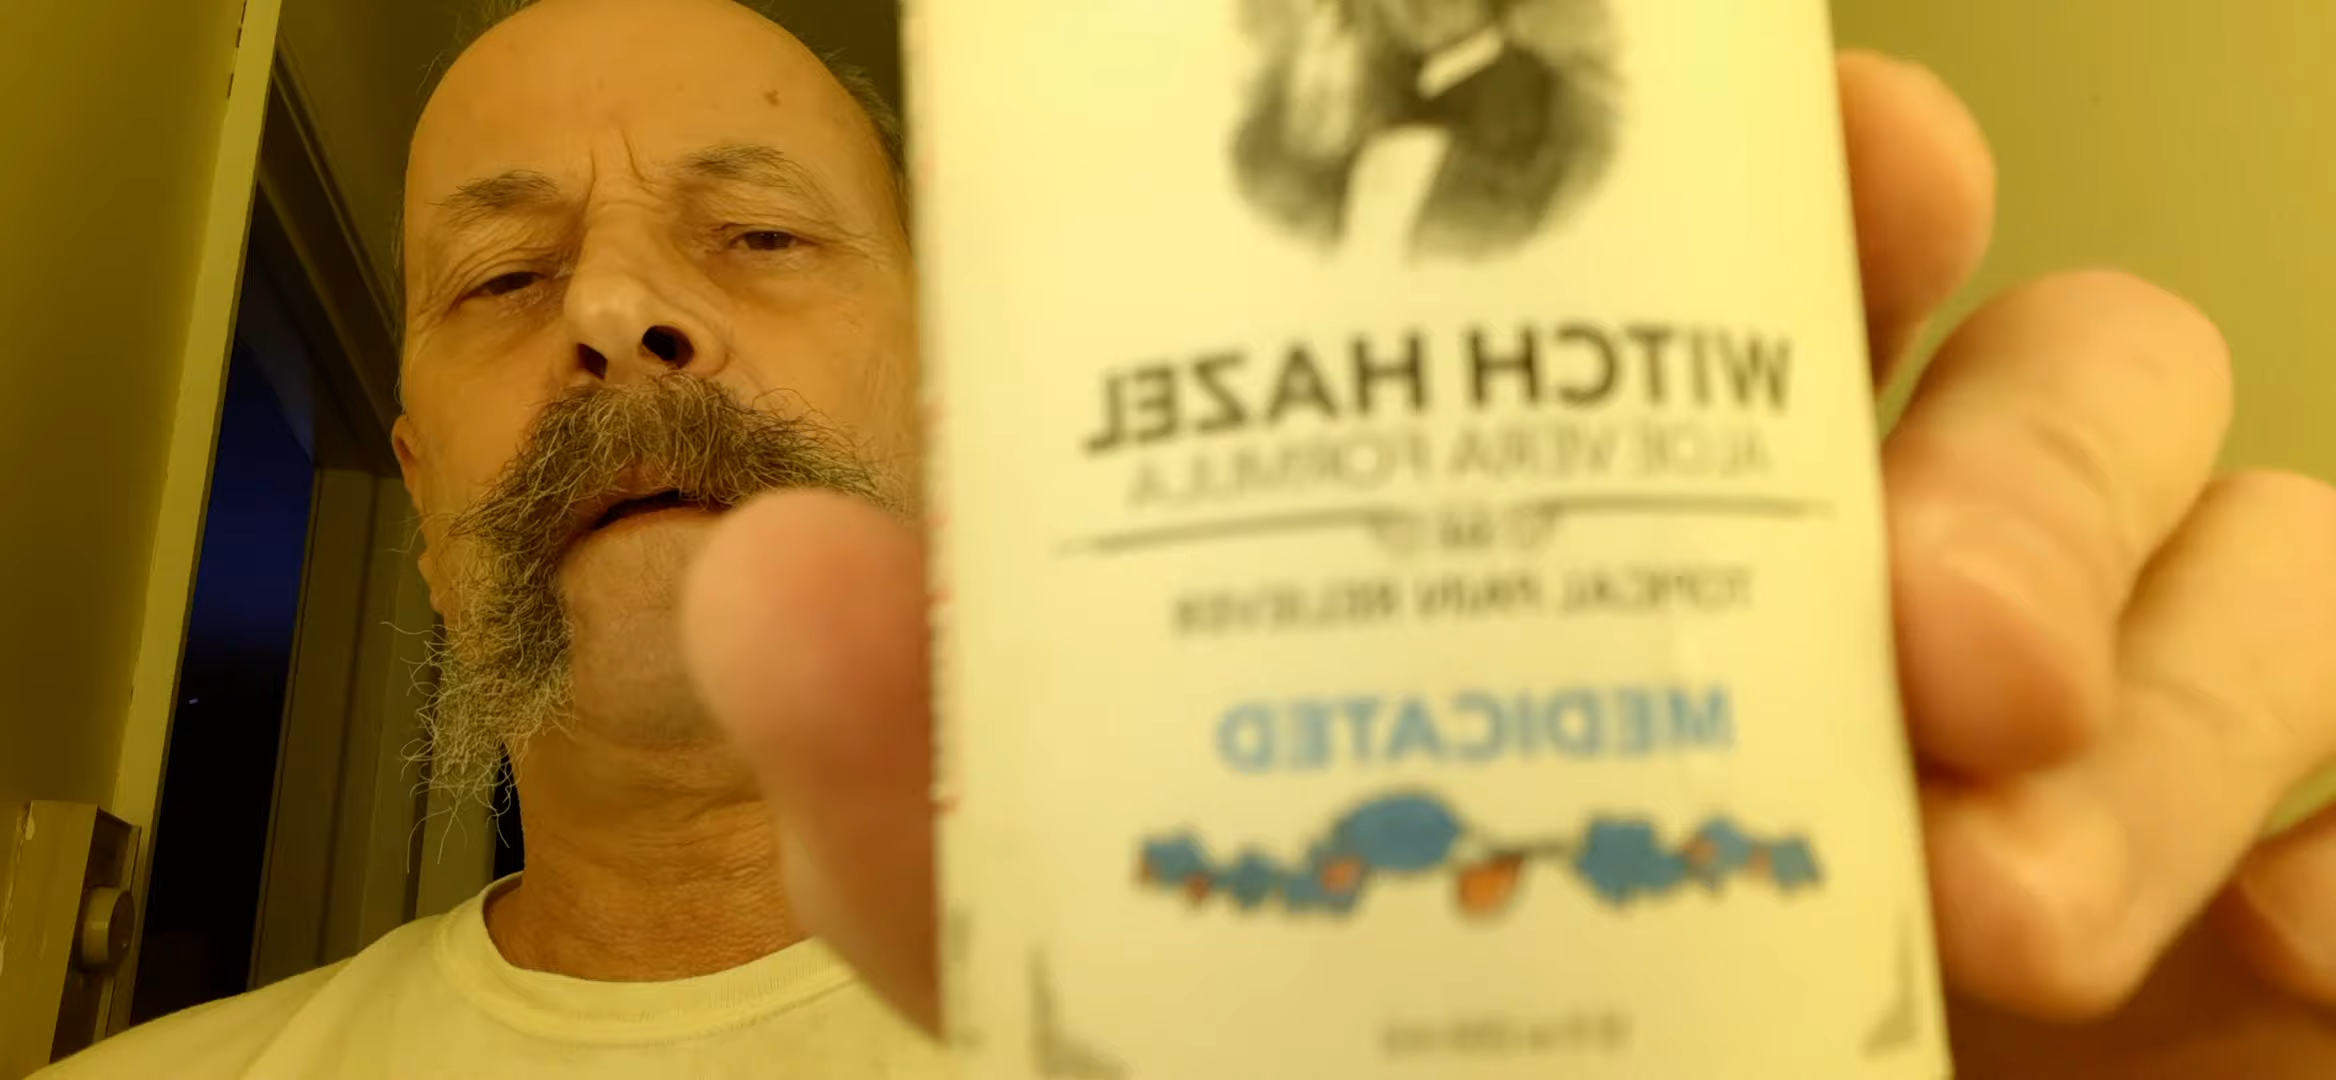 WITCH HAZEL
ALOE VERA FORMULA
TOPICAL PAIN RELIEVER
MEDICATED